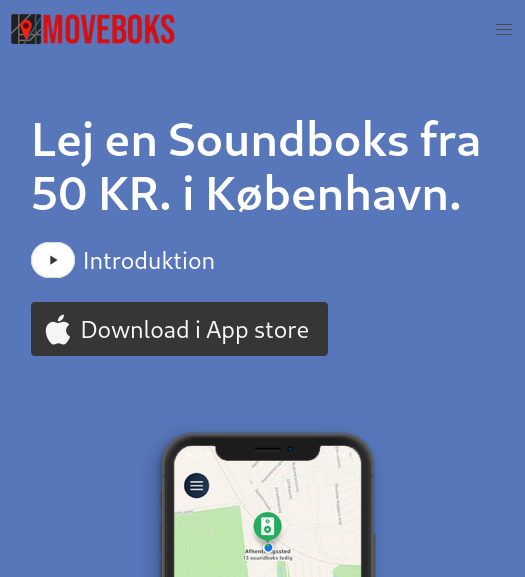 MOVEBOKS
Lej en Soundboks fra
50 KR. i København.
Introduktion
Download i App store
Afhentningssted
13 soundboks ledig